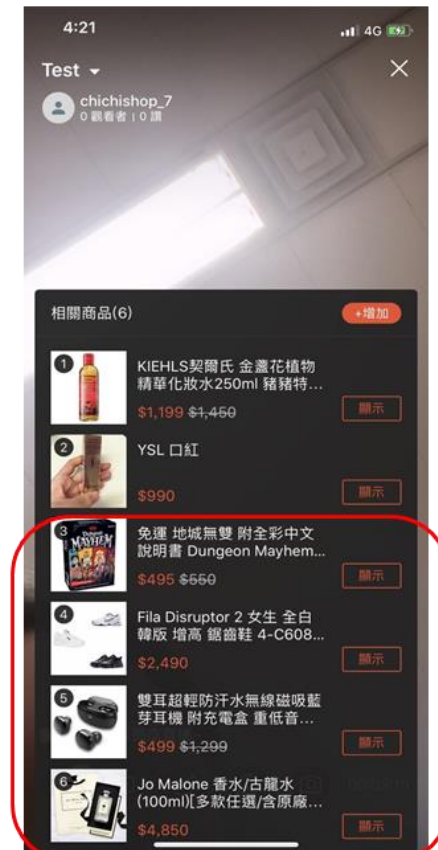 4:21
4G
Test
chichishop_7
0 觀看者 | 0 讚
相關商品(6)
+增加
1
KIEHLS契爾氏 金盞花植物
精華化妝水250ml 豬豬特...
$1,199 $1,450
顯示
2
YSL 口紅
$990
顯示
3
DUNGEON
MAYHEM
免運 地城無雙 附全彩中文
說明書 Dungeon Mayhem...
$495 $550
顯示
4
Fila Disruptor 2 女生 全白
韓版 增高 鋸齒鞋 4-C608...
$2,490
顯示
5
雙耳超輕防汗水無線磁吸藍
芽耳機 附充電盒 重低音...
$499 $1,299
顯示
6
Jo Malone 香水/古龍水
(100ml)[多款任選/含原廠...
$4,850
顯示